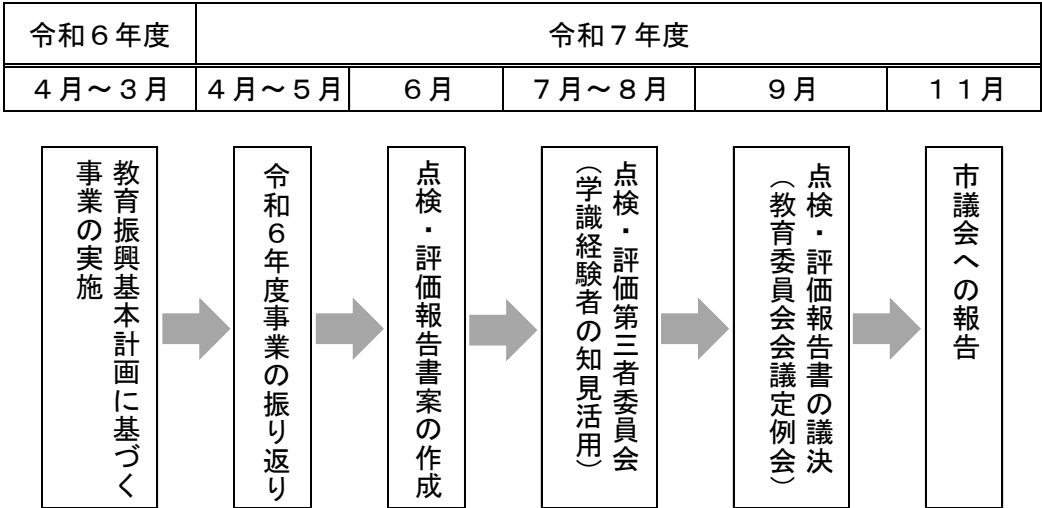 令和６年度
令和７年度
４月～３月
４月～５月
６月
７月～８月
９月
１１月
教育振興基本計画に基づく
事業の実施
令和６年度事業の振り返り
点検・評価報告書案の作成
点検・評価第三者委員会
（学識経験者の知見活用）
点検・評価報告書の議決
（教育委員会会議定例会）
市議会への報告